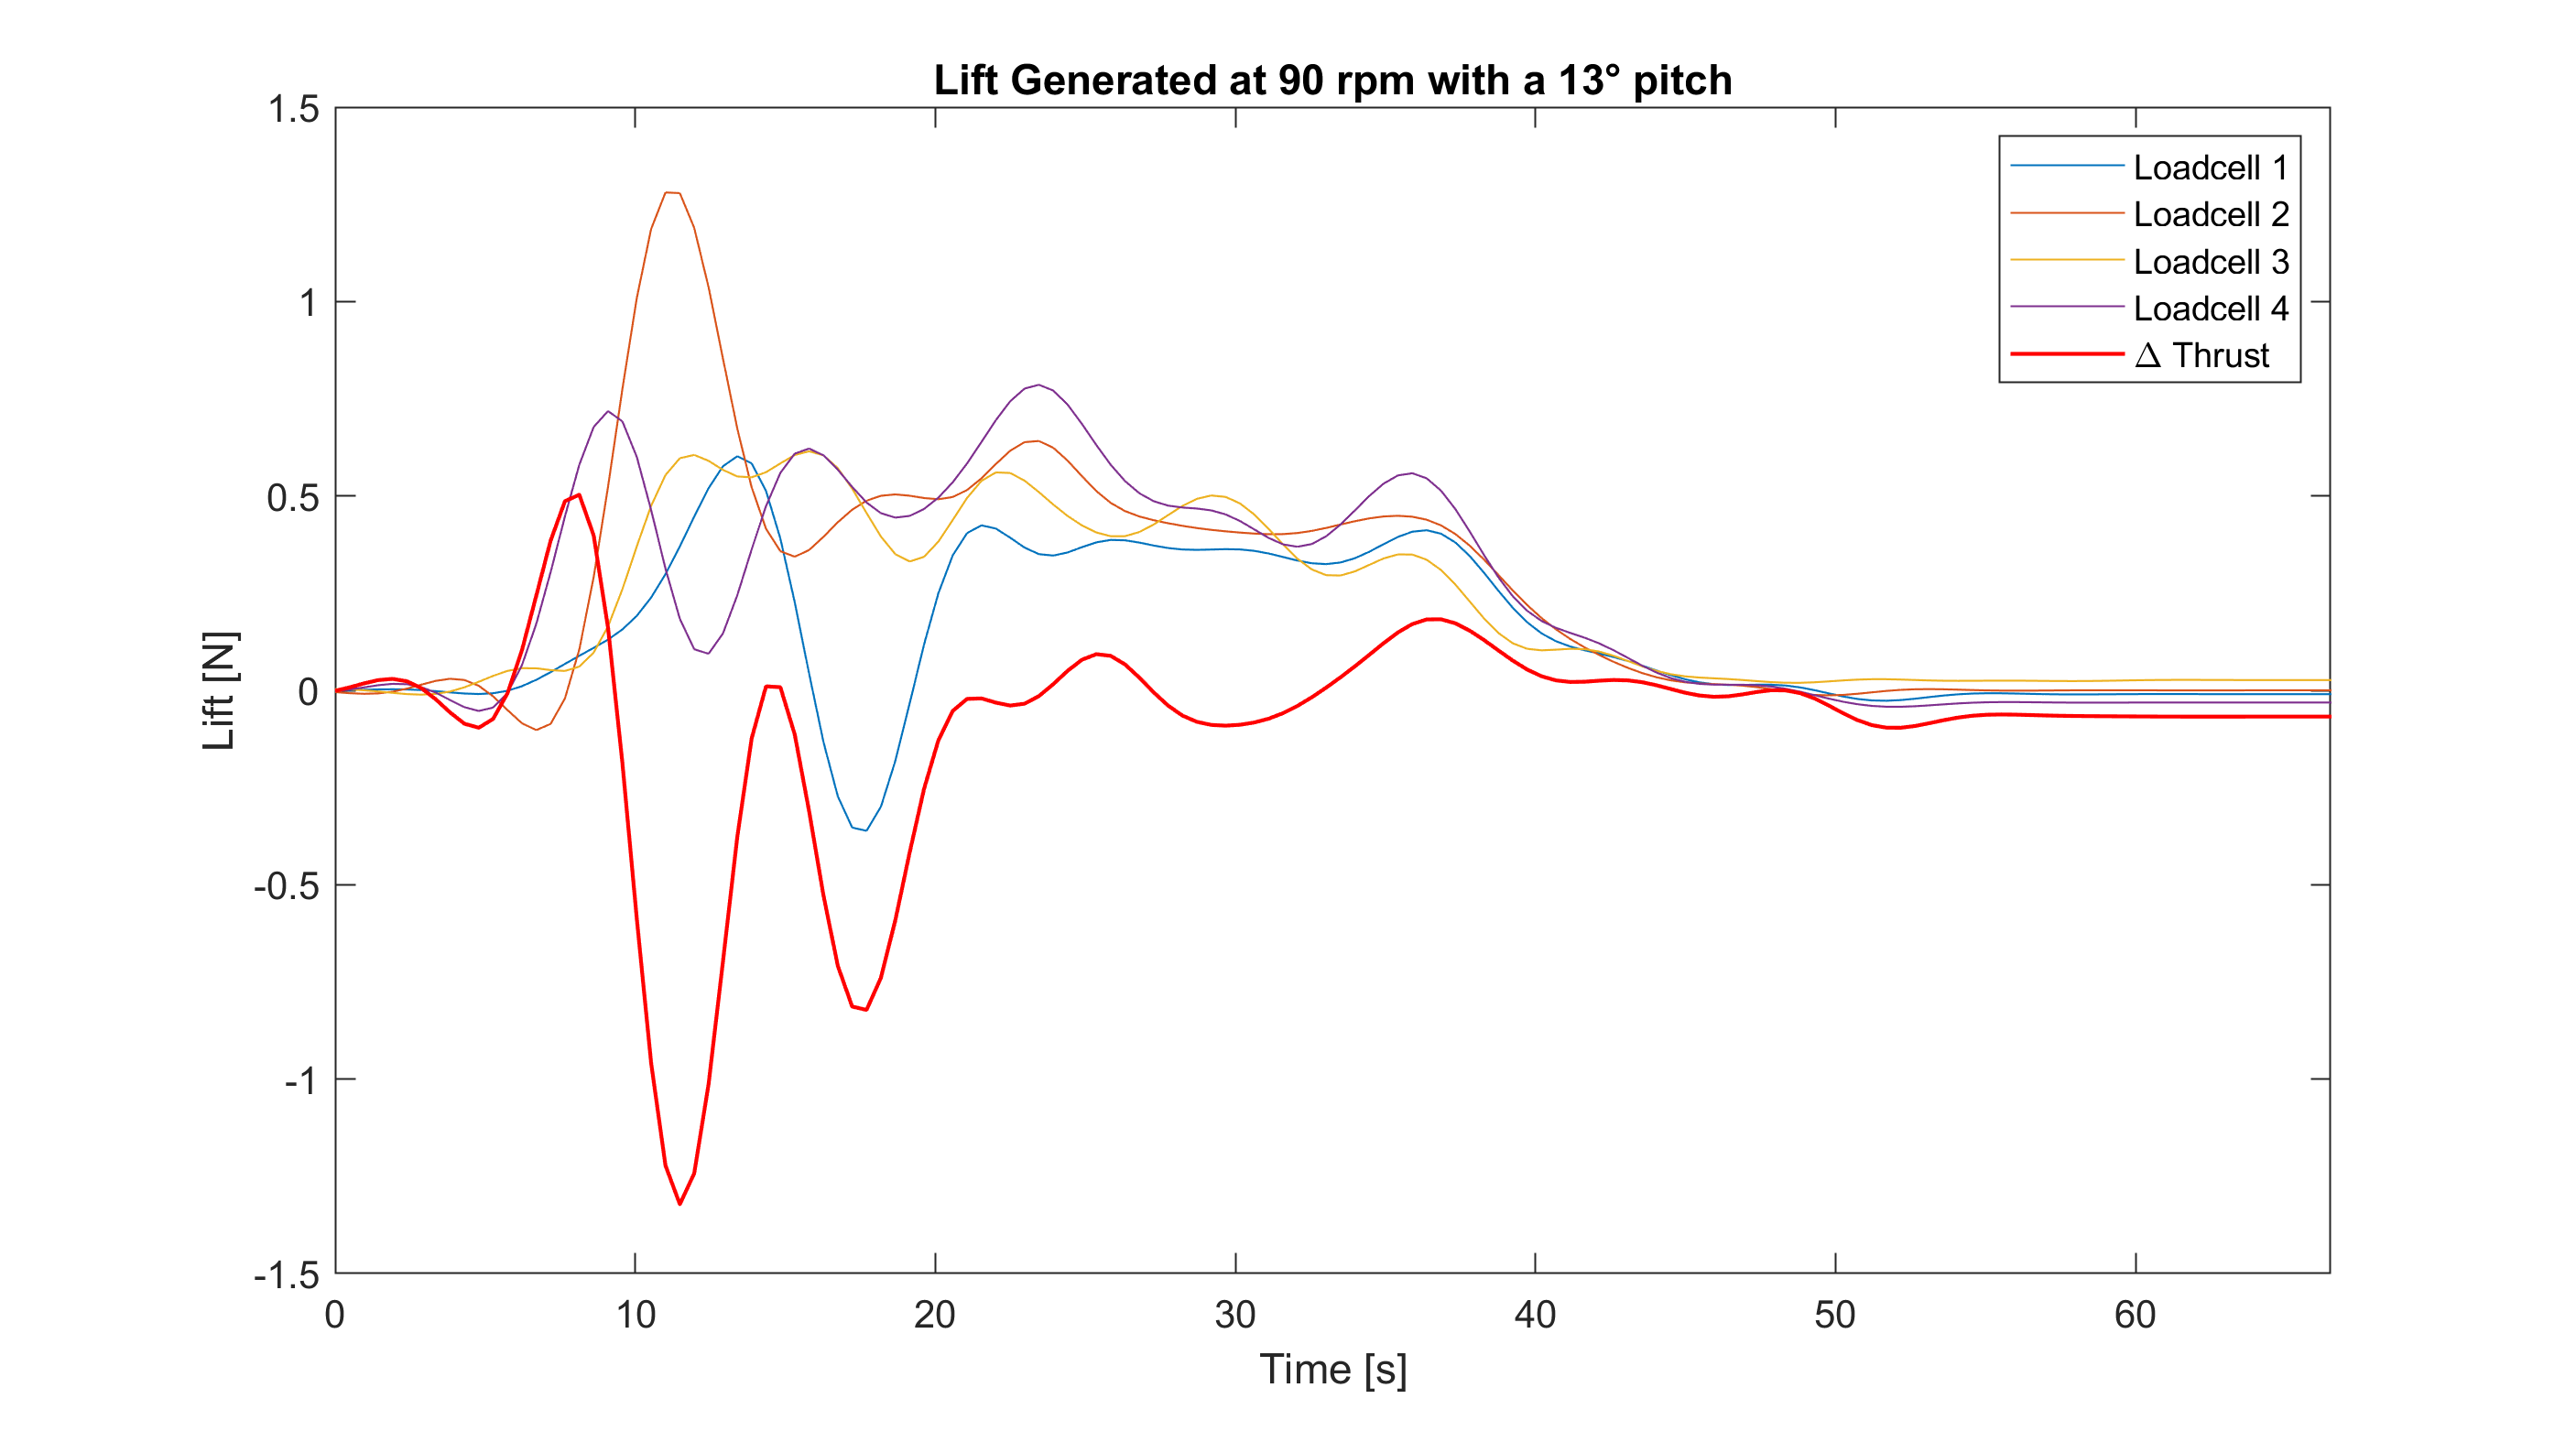 Lift Generated at 90 rpm with a 13° pitch
1.5
1
0.5
0
-0.5
-1
-1.5
Lift [N]
Loadcell 1
Loadcell 2
Loadcell 3
Loadcell 4
Δ Thrust
0 10 20 30 40 50 60
Time [s]